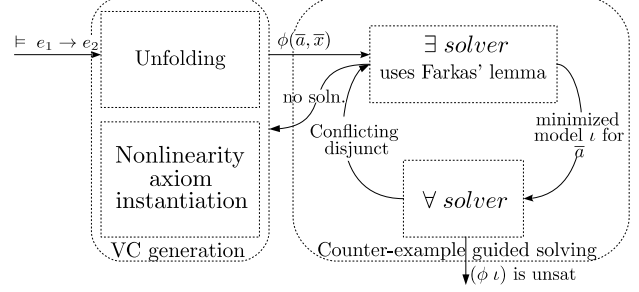 ⊨ e₁ → e₂
Unfolding
ϕ(a̅, x̅)
∃ solver
uses Farkas' lemma
no soln.
Nonlinearity
axiom
instantiation
Conflicting
disjunct
minimized
model ι for
a̅
∀ solver
VC generation
Counter-example guided solving
(ϕ ι) is unsat